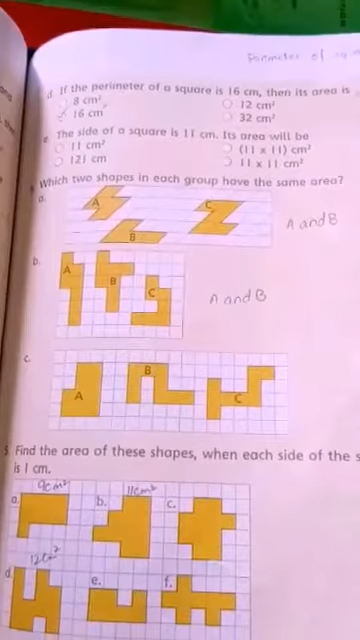 Perimeter of
d. If the perimeter of a square is 16 cm, then its area is
8 cm²
12 cm²
16 cm²
32 cm²
e. The side of a square is 11 cm. Its area will be
11 cm²
(11 x 11) cm²
121 cm
11 x 11 cm²
Which two shapes in each group have the same area?
a.
A
C
B
A and B
b.
A
B
C
A and B
c.
B
A
C
Find the area of these shapes, when each side of the s
is 1 cm.
9cm²
11cm²
a.
b.
c.
12cm²
d.
e.
f.